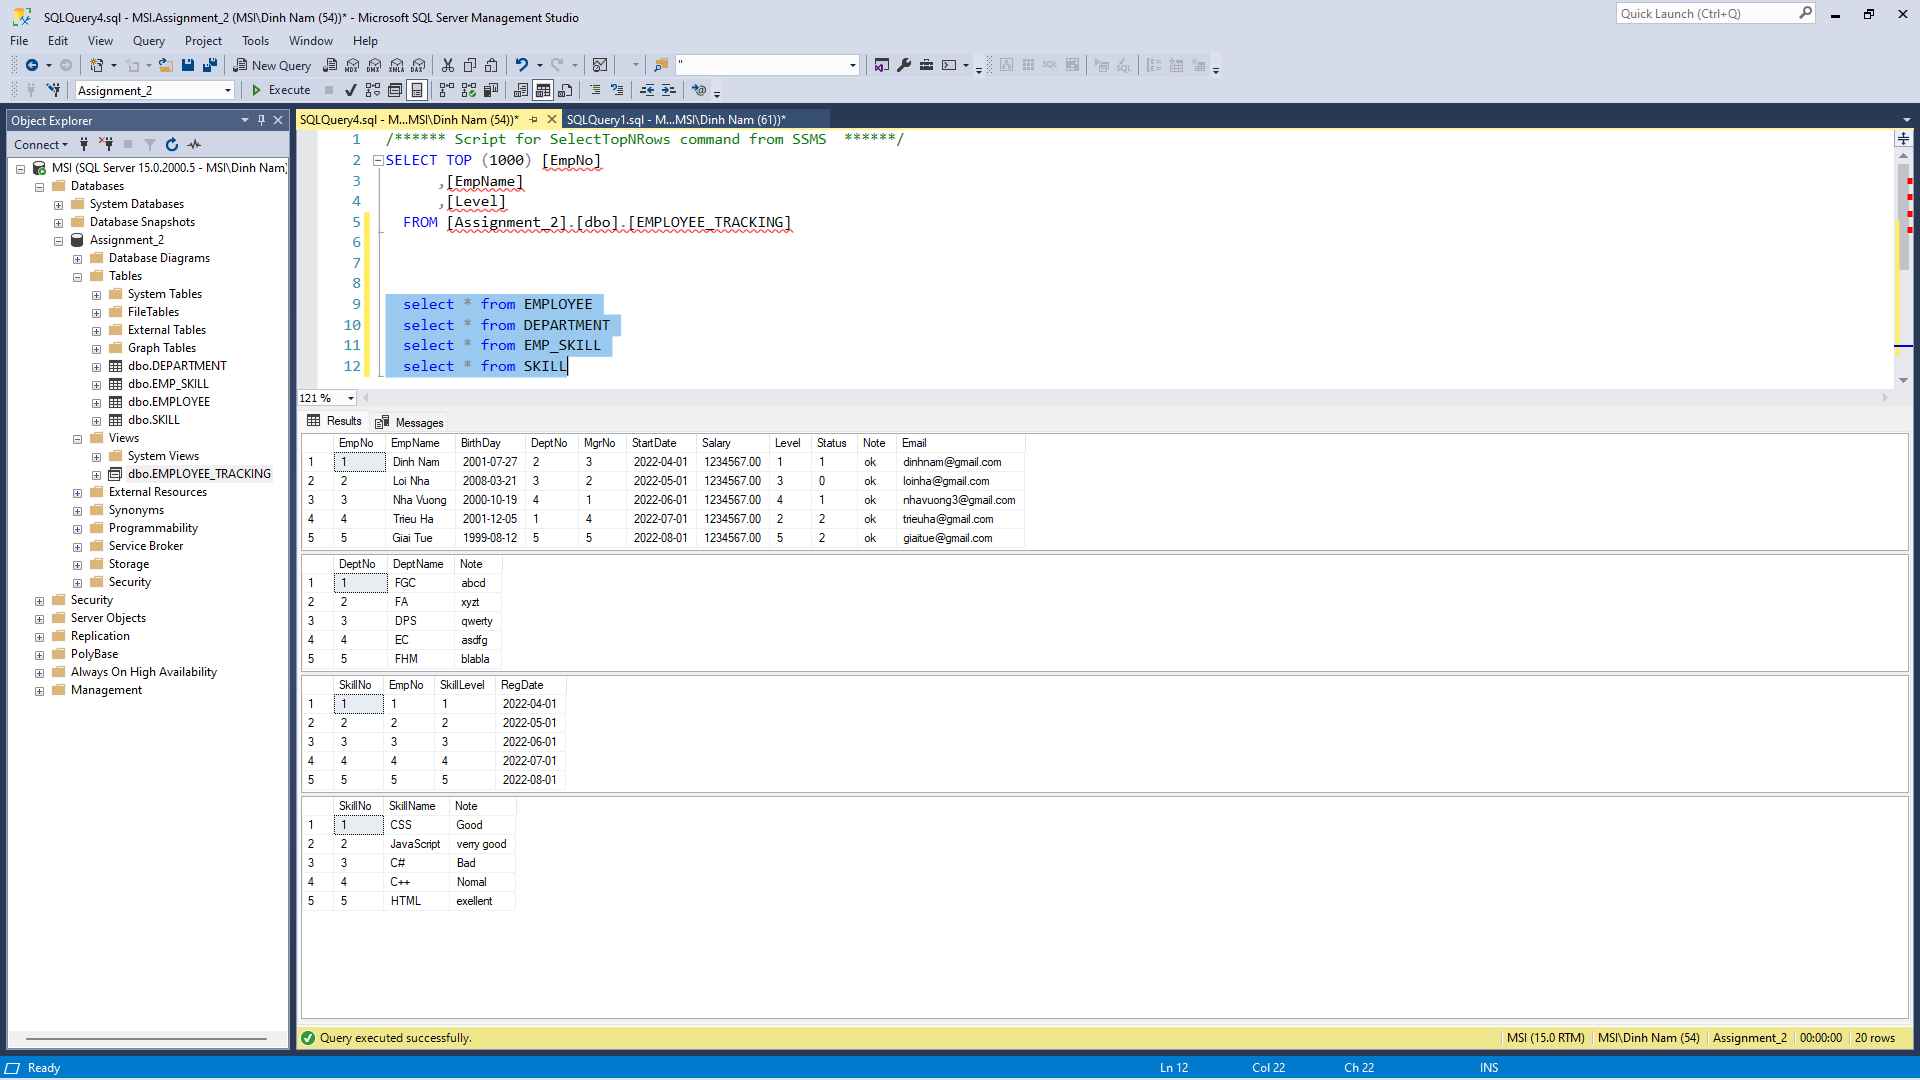 SQLQuery4.sql - MSI.Assignment_2 (MSI\Dinh Nam (54))* - Microsoft SQL Server Management Studio
Quick Launch (Ctrl+Q)
File Edit View Query Project Tools Window Help
New Query
MDX DMX XMLA DAX
"
Assignment_2
Execute
Object Explorer
Connect
MSI (SQL Server 15.0.2000.5 - MSI\Dinh Nam)
Databases
System Databases
Database Snapshots
Assignment_2
Database Diagrams
Tables
System Tables
FileTables
External Tables
Graph Tables
dbo.DEPARTMENT
dbo.EMP_SKILL
dbo.EMPLOYEE
dbo.SKILL
Views
System Views
dbo.EMPLOYEE_TRACKING
External Resources
Synonyms
Programmability
Service Broker
Storage
Security
Security
Server Objects
Replication
PolyBase
Always On High Availability
Management
SQLQuery4.sql - M...MSI\Dinh Nam (54))* SQLQuery1.sql - M...MSI\Dinh Nam (61))*
1 /****** Script for SelectTopNRows command from SSMS ******/
2 SELECT TOP (1000) [EmpNo]
3 ,[EmpName]
4 ,[Level]
5 FROM [Assignment_2].[dbo].[EMPLOYEE_TRACKING]
6
7
8
9 select * from EMPLOYEE
10 select * from DEPARTMENT
11 select * from EMP_SKILL
12 select * from SKILL
121 %
Results Messages
EmpNo EmpName BirthDay DeptNo MgrNo StartDate Salary Level Status Note Email
1 1 Dinh Nam 2001-07-27 2 3 2022-04-01 1234567.00 1 1 ok dinhnam@gmail.com
2 2 Loi Nha 2008-03-21 3 2 2022-05-01 1234567.00 3 0 ok loinha@gmail.com
3 3 Nha Vuong 2000-10-19 4 1 2022-06-01 1234567.00 4 1 ok nhavuong3@gmail.com
4 4 Trieu Ha 2001-12-05 1 4 2022-07-01 1234567.00 2 2 ok trieuha@gmail.com
5 5 Giai Tue 1999-08-12 5 5 2022-08-01 1234567.00 5 2 ok giaitue@gmail.com
DeptNo DeptName Note
1 1 FGC abcd
2 2 FA xyzt
3 3 DPS qwerty
4 4 EC asdfg
5 5 FHM blabla
SkillNo EmpNo SkillLevel RegDate
1 1 1 1 2022-04-01
2 2 2 2 2022-05-01
3 3 3 3 2022-06-01
4 4 4 4 2022-07-01
5 5 5 5 2022-08-01
SkillNo SkillName Note
1 1 CSS Good
2 2 JavaScript verry good
3 3 C# Bad
4 4 C++ Nomal
5 5 HTML exellent
Query executed successfully.
MSI (15.0 RTM) MSI\Dinh Nam (54) Assignment_2 00:00:00 20 rows
Ready Ln 12 Col 22 Ch 22 INS